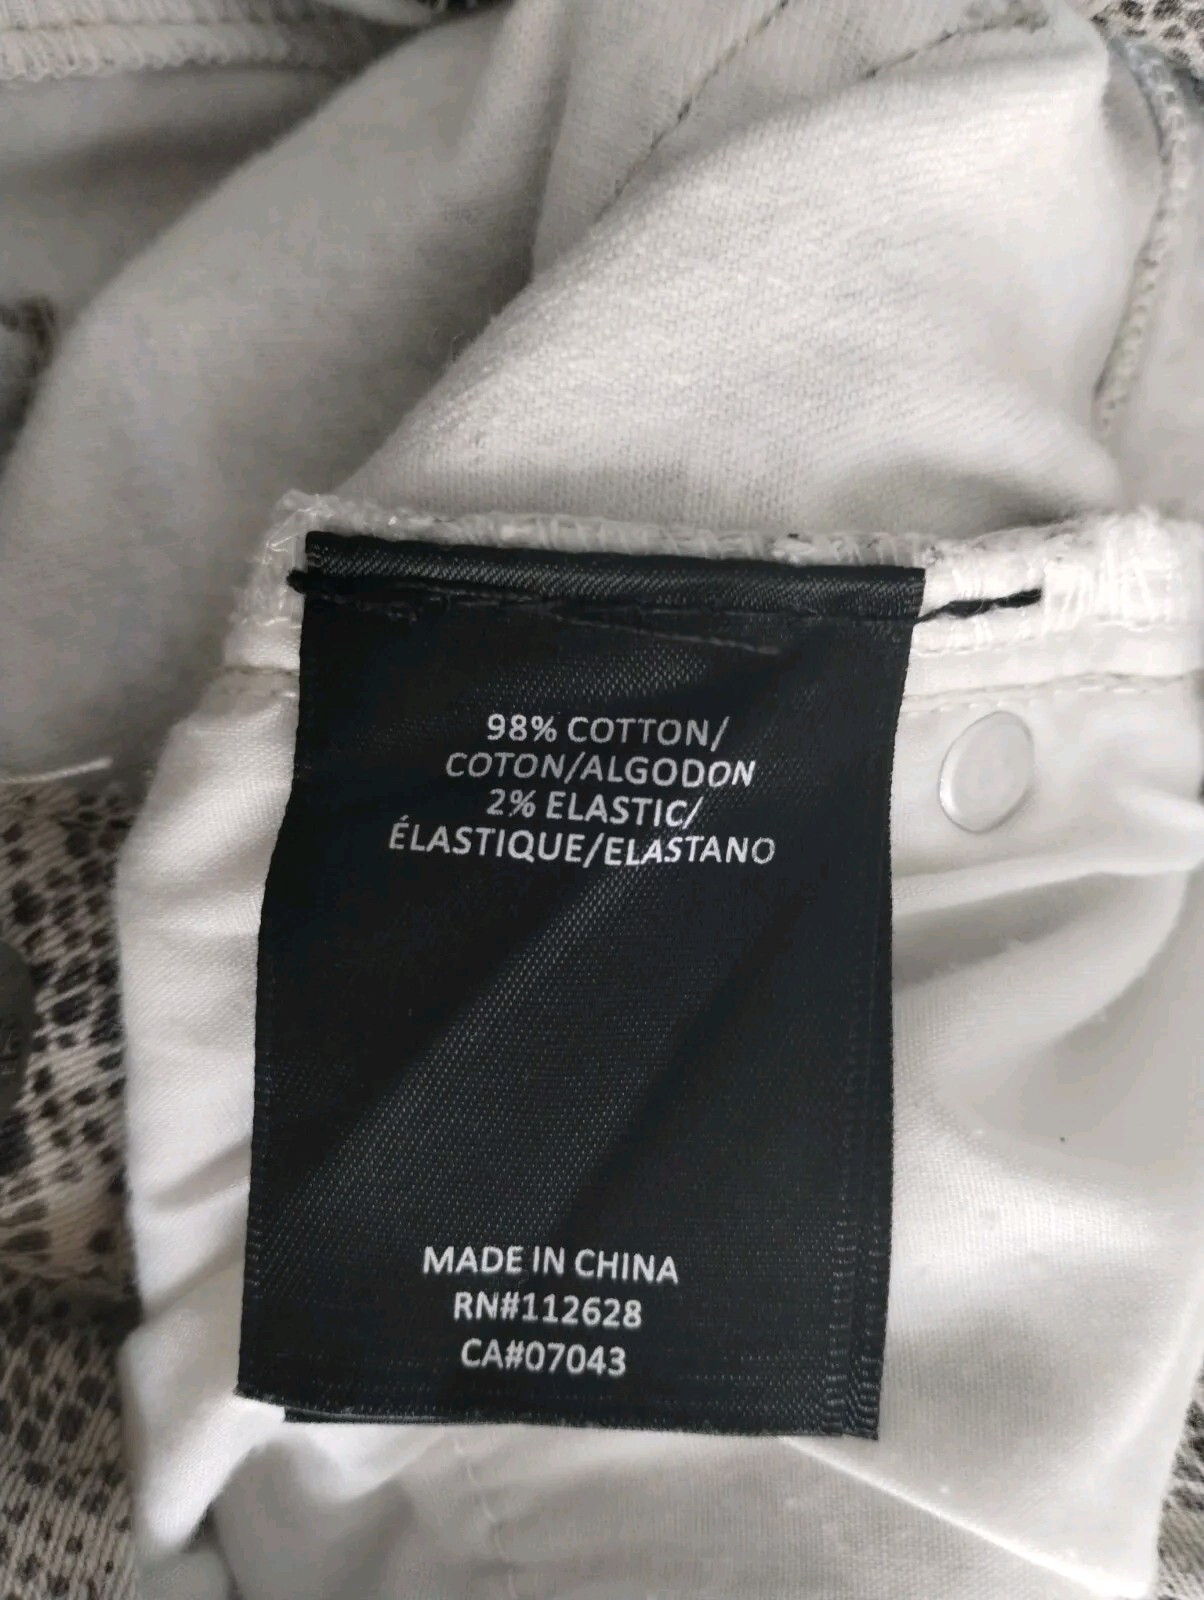 98% COTTON/
COTON/ALGODON
2% ELASTIC/
ÉLASTIQUE/ELASTANO
MADE IN CHINA
RN#112628
CA#07043